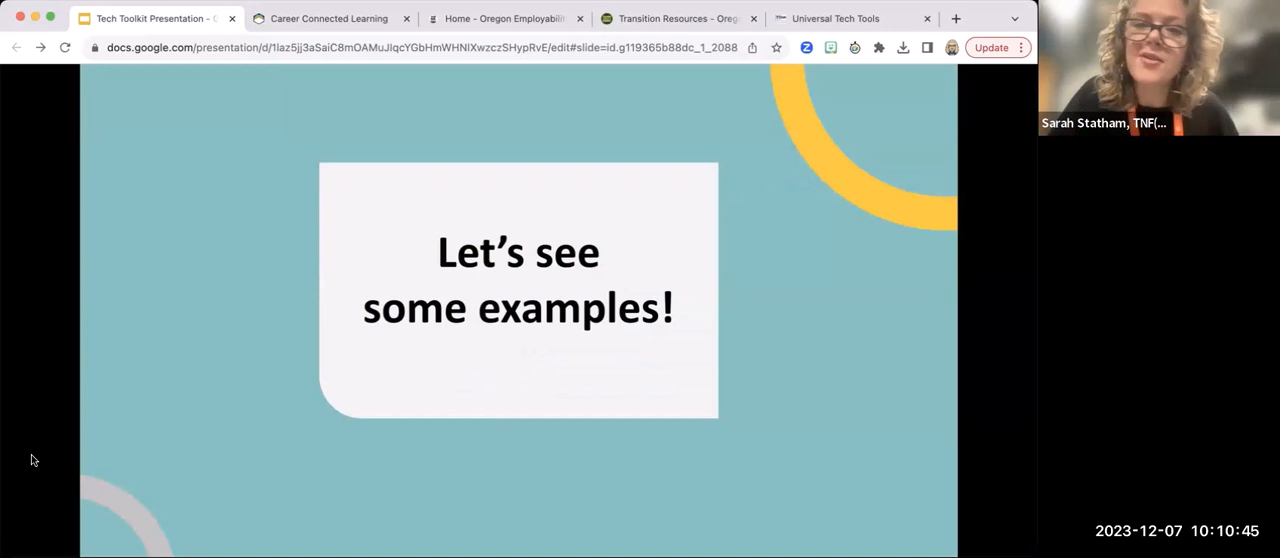 Tech Toolkit Presentation - G
Career Connected Learning
Home - Oregon Employabili
Transition Resources - Oreg
Universal Tech Tools
docs.google.com/presentation/d/1laz5jj3aSaiC8mOAMuJlqcYGbHmWHNIXwzczSHypRvE/edit#slide=id.g119365b88dc_1_2088
Update
Sarah Statham, TNF(...
Let's see
some examples!
2023-12-07 10:10:45